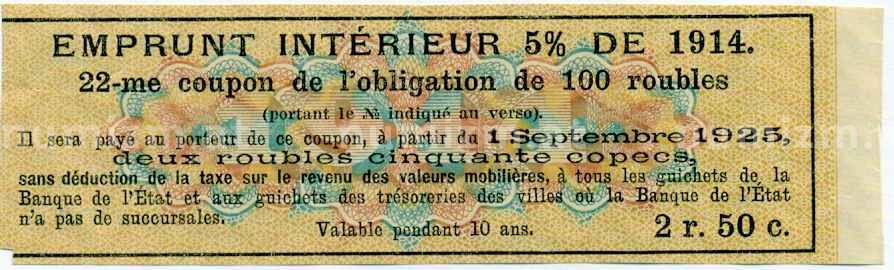 EMPRUNT INTÉRIEUR 5% DE 1914.
22-me coupon de l'obligation de 100 roubles
(portant le № indiqué au verso).
Il sera payé au porteur de ce coupon, à partir du 1 Septembre 1925,
deux roubles cinquante copecs,
sans déduction de la taxe sur le revenu des valeurs mobilières, à tous les guichets de la
Banque de l'État et aux guichets des trésoreries des villes où la Banque de l'État
n'a pas de succursales.
Valable pendant 10 ans.
2 r. 50 c.